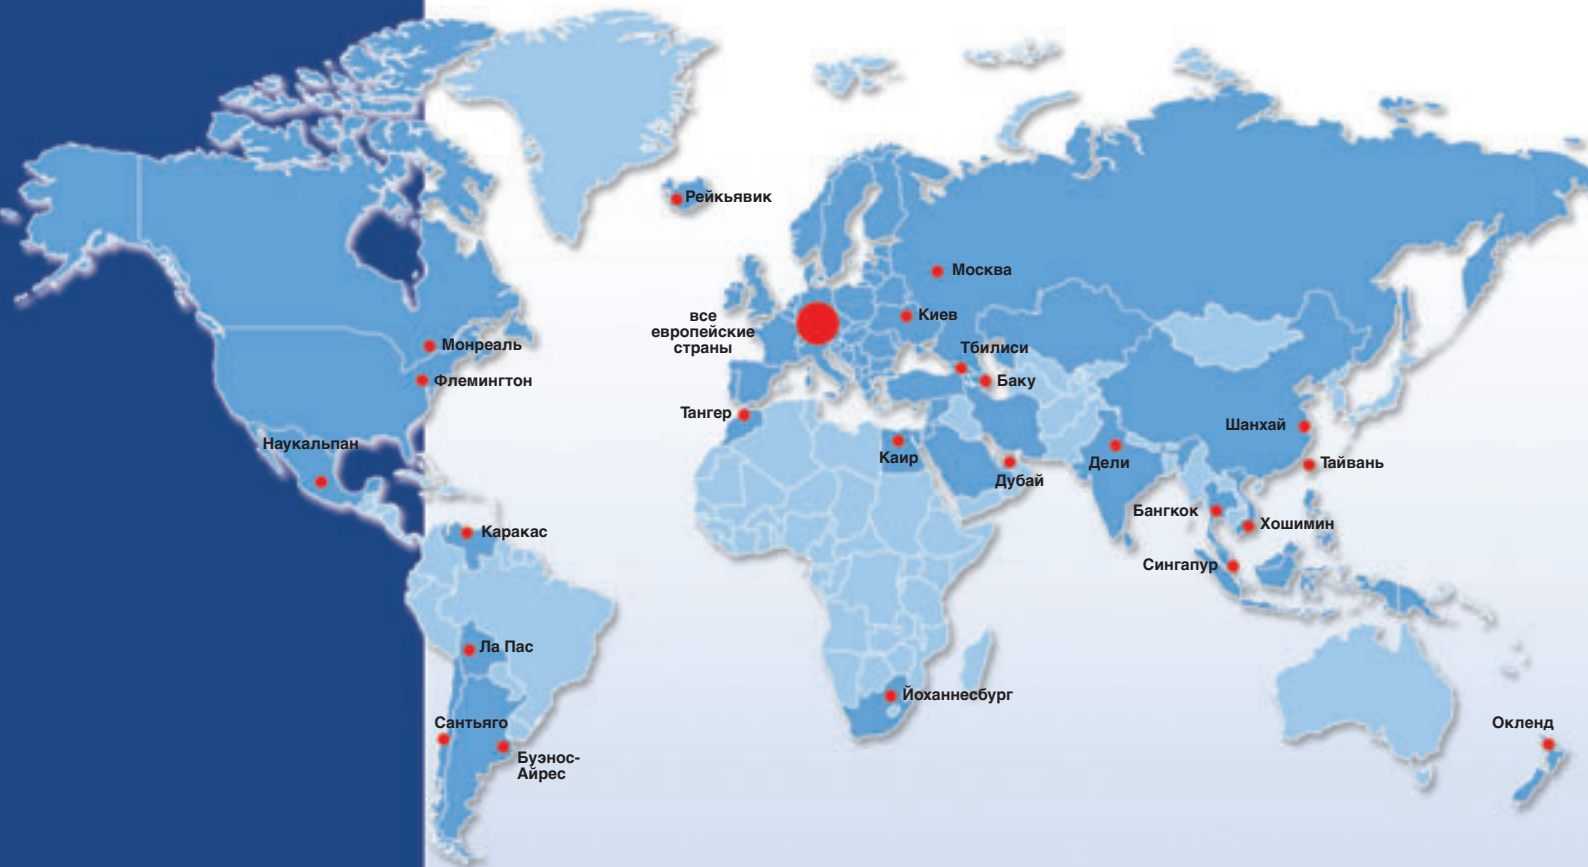 Рейкьявик
Москва
все
европейские
страны
Киев
Тбилиси
Баку
Монреаль
Флемингтон
Тангер
Наукальпан
Каир
Дубай
Дели
Шанхай
Тайвань
Бангкок
Хошимин
Каракас
Сингапур
Ла Пас
Йоханнесбург
Сантьяго
Окленд
Буэнос-
Айрес